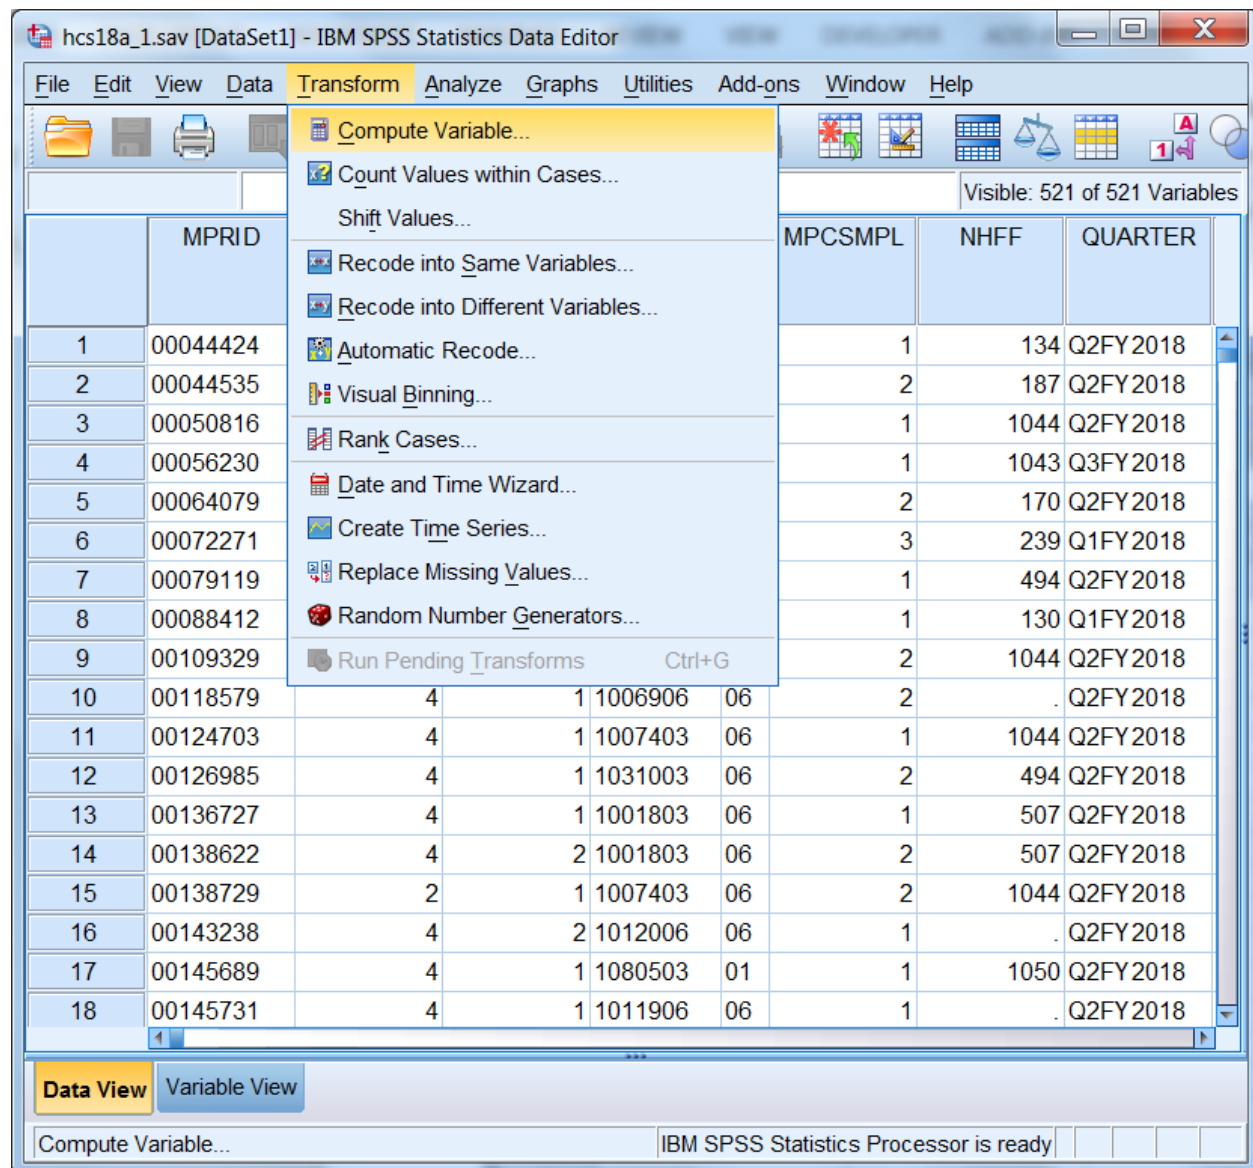 hcs18a_1.sav [DataSet1] - IBM SPSS Statistics Data Editor
File Edit View Data Transform Analyze Graphs Utilities Add-ons Window Help
Compute Variable...
Count Values within Cases...
Shift Values...
Recode into Same Variables...
Recode into Different Variables...
Automatic Recode...
Visual Binning...
Rank Cases...
Date and Time Wizard...
Create Time Series...
Replace Missing Values...
Random Number Generators...
Run Pending Transforms Ctrl+G
Visible: 521 of 521 Variables
MPRID MPCSMPL NHFF QUARTER
1 00044424 1 134 Q2FY2018
2 00044535 2 187 Q2FY2018
3 00050816 1 1044 Q2FY2018
4 00056230 1 1043 Q3FY2018
5 00064079 2 170 Q2FY2018
6 00072271 3 239 Q1FY2018
7 00079119 1 494 Q2FY2018
8 00088412 1 130 Q1FY2018
9 00109329 2 1044 Q2FY2018
10 00118579 4 1 1006906 06 2 . Q2FY2018
11 00124703 4 1 1007403 06 1 1044 Q2FY2018
12 00126985 4 1 1031003 06 2 494 Q2FY2018
13 00136727 4 1 1001803 06 1 507 Q2FY2018
14 00138622 4 2 1001803 06 2 507 Q2FY2018
15 00138729 2 1 1007403 06 2 1044 Q2FY2018
16 00143238 4 2 1012006 06 1 . Q2FY2018
17 00145689 4 1 1080503 01 1 1050 Q2FY2018
18 00145731 4 1 1011906 06 1 . Q2FY2018
Data View Variable View
Compute Variable... IBM SPSS Statistics Processor is ready